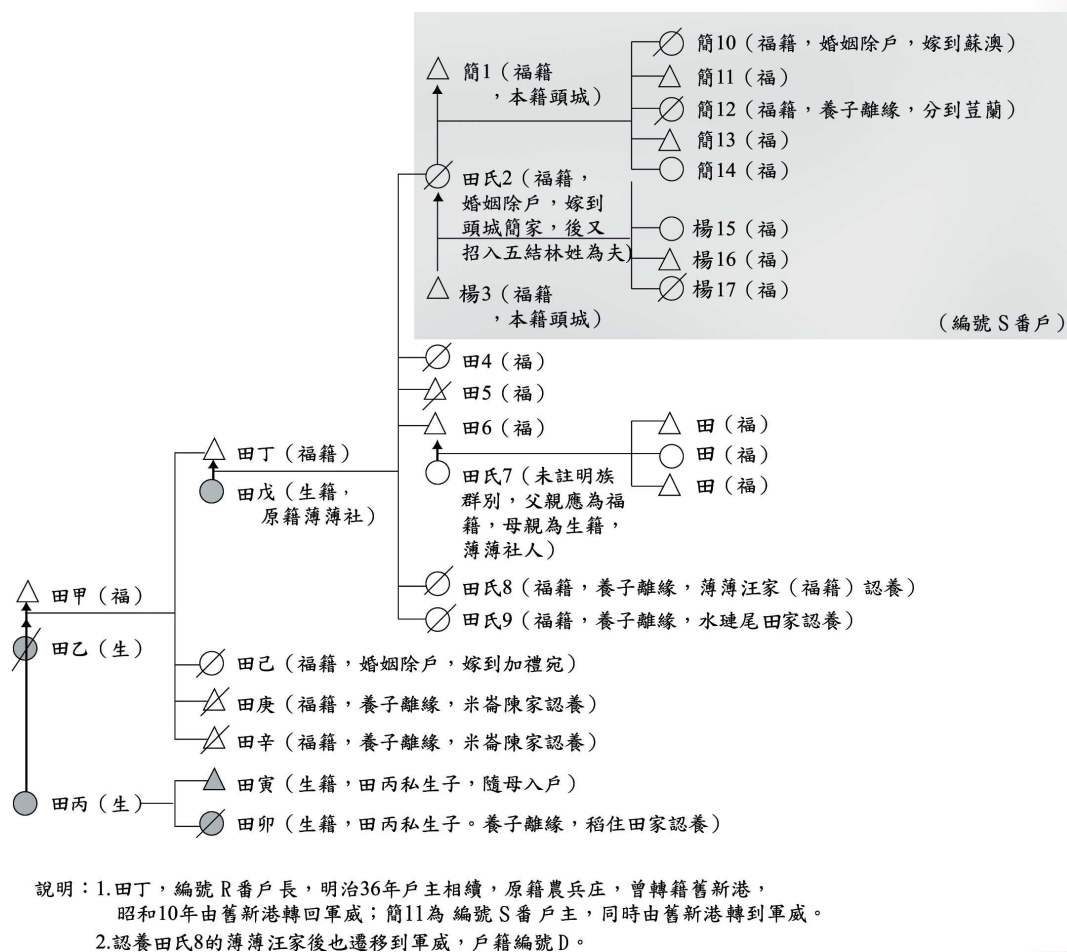 簡10（福籍，婚姻除戶，嫁到蘇澳）
簡1（福籍
，本籍頭城）
簡11（福）
簡12（福籍，養子離緣，分到荳蘭）
簡13（福）
簡14（福）
田氏2（福籍，
婚姻除戶，嫁到
頭城簡家，後又
招入五結林姓為夫）
楊15（福）
楊16（福）
楊17（福）
楊3（福籍
，本籍頭城）
（編號 S 番戶）
田4（福）
田5（福）
田6（福）
田（福）
田（福）
田（福）
田氏7（未註明族
群別，父親應為福
籍，母親為生籍，
薄薄社人）
田丁（福籍）
田戊（生籍，
原籍薄薄社）
田氏8（福籍，養子離緣，薄薄汪家（福籍）認養）
田氏9（福籍，養子離緣，水璉尾田家認養）
田甲（福）
田乙（生）
田己（福籍，婚姻除戶，嫁到加禮宛）
田庚（福籍，養子離緣，米崙陳家認養）
田辛（福籍，養子離緣，米崙陳家認養）
田丙（生）
田寅（生籍，田丙私生子，隨母入戶）
田卯（生籍，田丙私生子。養子離緣，稻住田家認養）
說明：1.田丁，編號 R 番戶長，明治36年戶主相續，原籍農兵庄，曾轉籍舊新港，
昭和10年由舊新港轉回軍威；簡11為 編號 S 番 戶主，同時由舊新港轉到軍威。
2.認養田氏8的薄薄汪家後也遷移到軍威，戶籍編號D。